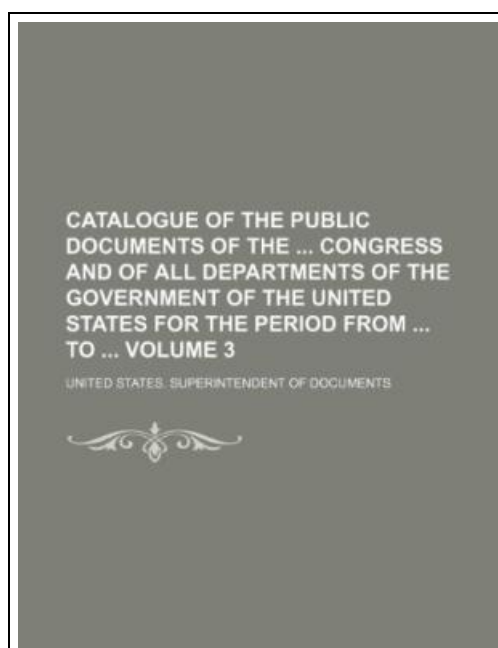 CATALOGUE OF THE PUBLIC
DOCUMENTS OF THE ... CONGRESS
AND OF ALL DEPARTMENTS OF THE
GOVERNMENT OF THE UNITED
STATES FOR THE PERIOD FROM ...
TO ... VOLUME 3
UNITED STATES. SUPERINTENDENT OF DOCUMENTS